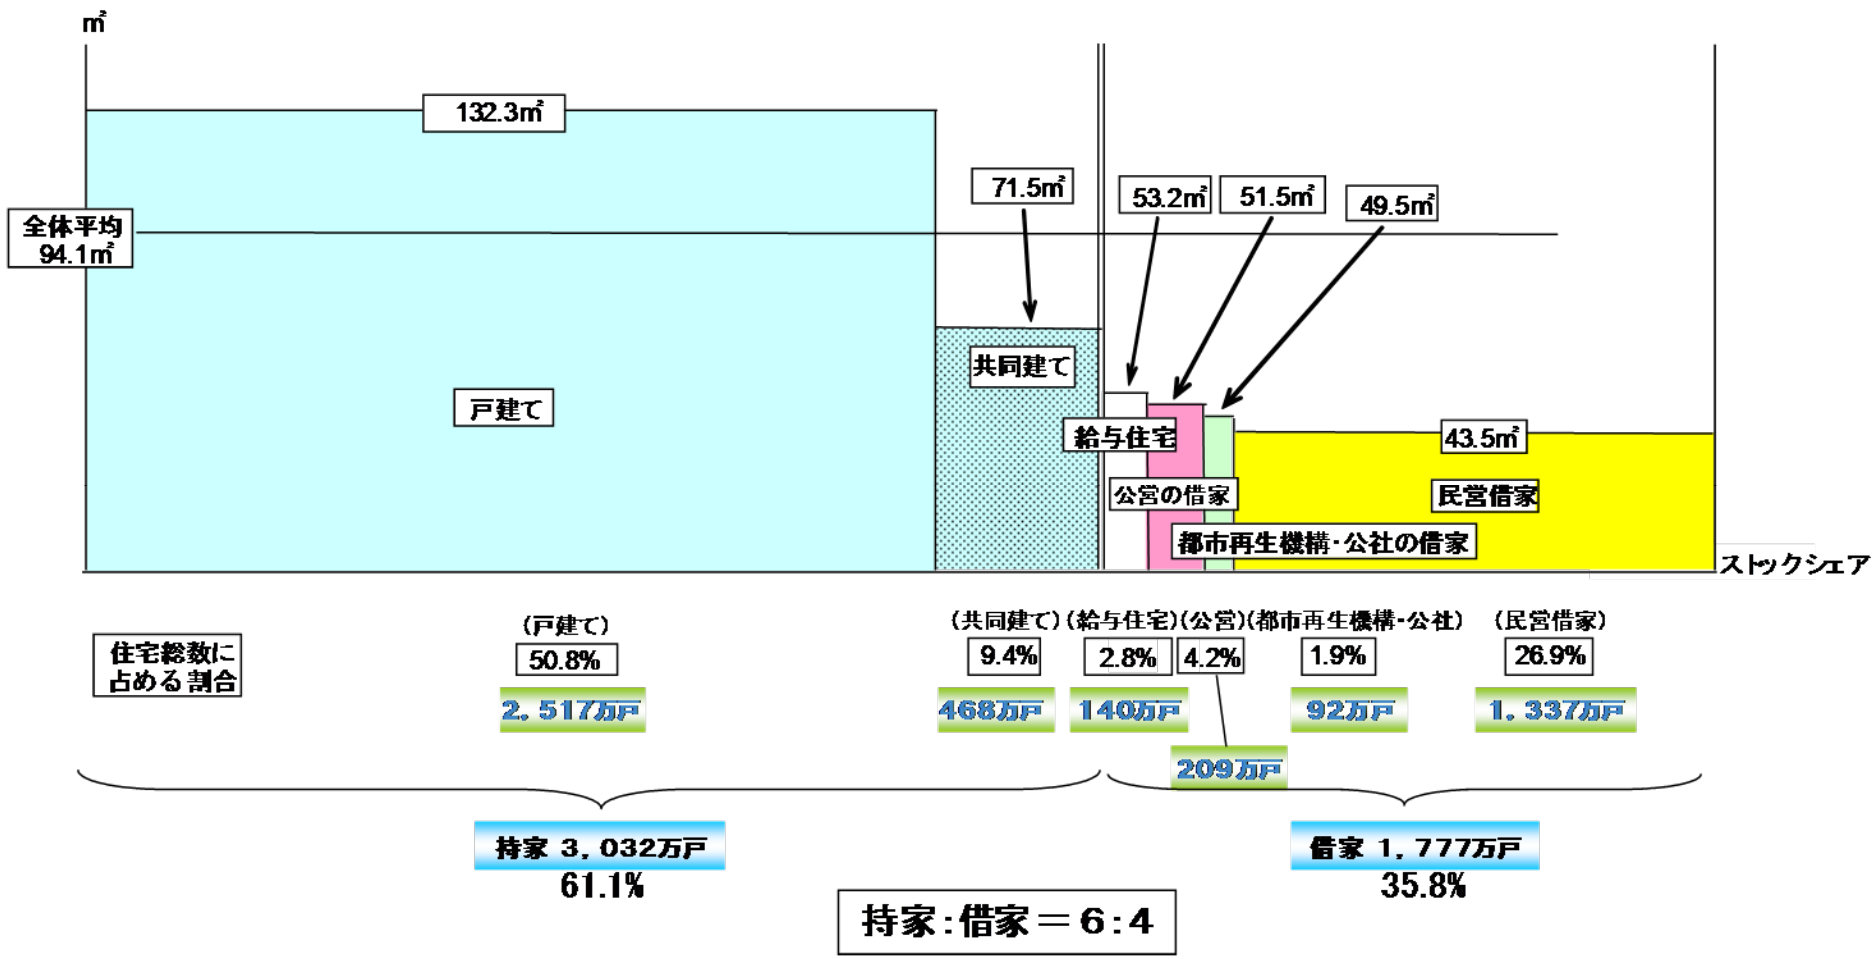 ㎡
132.3㎡
71.5㎡
53.2㎡
51.5㎡
49.5㎡
全体平均
94.1㎡
共同建て
戸建て
給与住宅
43.5㎡
公営の借家
民営借家
都市再生機構・公社の借家
ストックシェア
住宅総数に
占める割合
(戸建て)
(共同建て)
(給与住宅)
(公営)
(都市再生機構・公社)
(民営借家)
50.8%
9.4%
2.8%
4.2%
1.9%
26.9%
2,517万戸
468万戸
140万戸
92万戸
1,337万戸
209万戸
持家 3,032万戸
61.1%
借家 1,777万戸
35.8%
持家:借家=6:4